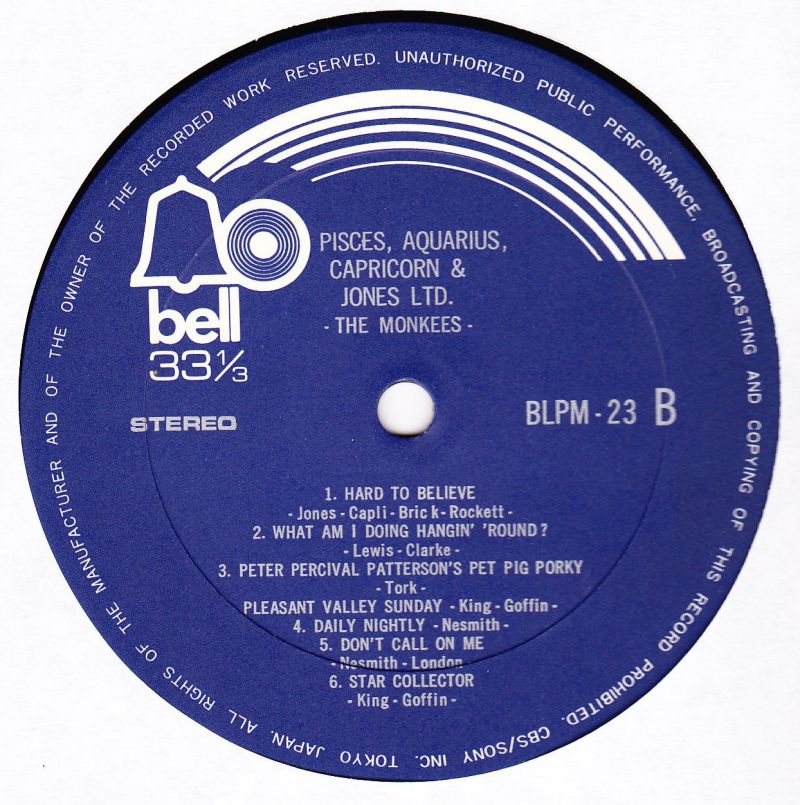 ALL RIGHTS OF THE MANUFACTURER AND OF THE OWNER OF THE RECORDED WORK RESERVED. UNAUTHORIZED PUBLIC PERFORMANCE, BROADCASTING AND COPYING OF THIS RECORD PROHIBITED. CBS/SONY INC. TOKYO JAPAN.
PISCES, AQUARIUS,
CAPRICORN &
JONES LTD.
- THE MONKEES -
bell
33 1/3
STEREO
BLPM - 23 B
1. HARD TO BELIEVE
- Jones - Capli - Brick - Rockett -
2. WHAT AM I DOING HANGIN' 'ROUND?
- Lewis - Clarke -
3. PETER PERCIVAL PATTERSON'S PET PIG PORKY
- Tork -
PLEASANT VALLEY SUNDAY - King - Goffin -
4. DAILY NIGHTLY - Nesmith -
5. DON'T CALL ON ME
- Nesmith - London -
6. STAR COLLECTOR
- King - Goffin -